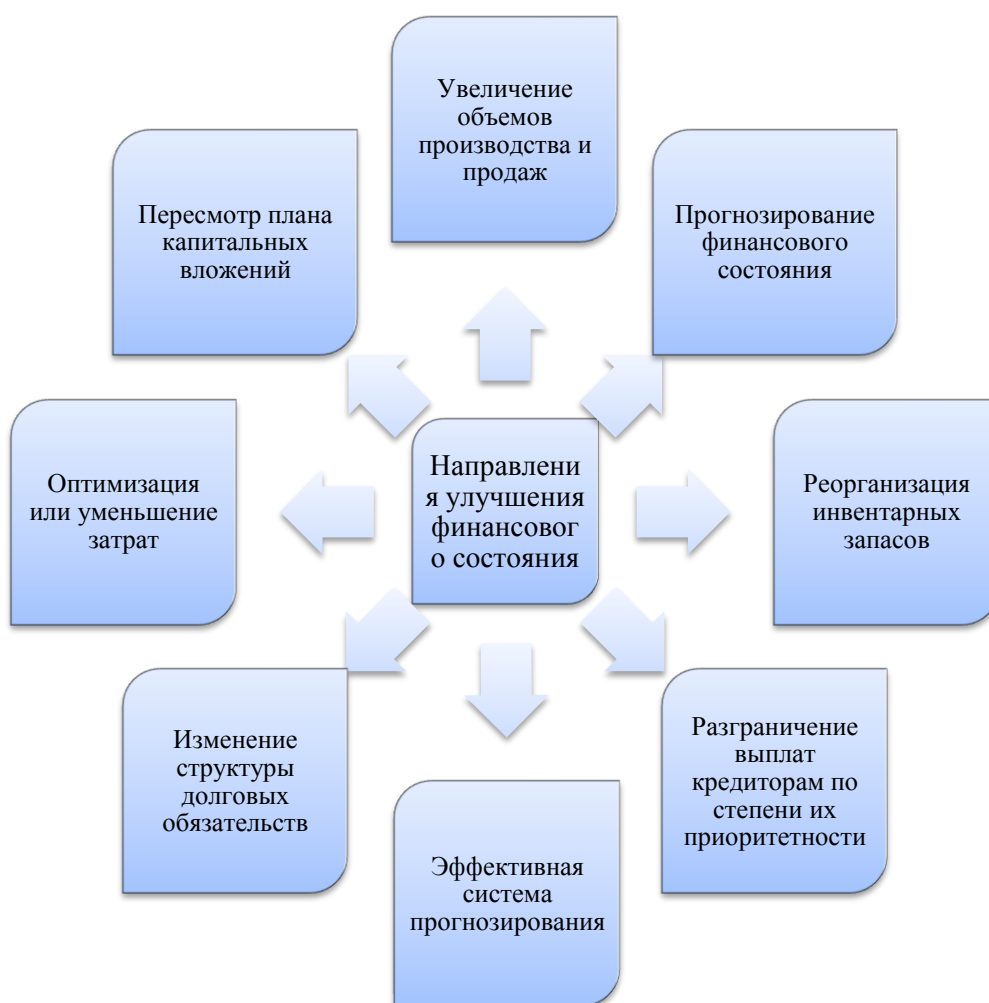 Увеличение
объемов
производства и
продаж
Прогнозирование
финансового
состояния
Реорганизация
инвентарных
запасов
Разграничение
выплат
кредиторам по
степени их
приоритетности
Эффективная
система
прогнозирования
Изменение
структуры
долговых
обязательств
Оптимизация
или уменьшение
затрат
Пересмотр плана
капитальных
вложений
Направлени
я улучшения
финансовог
о состояния